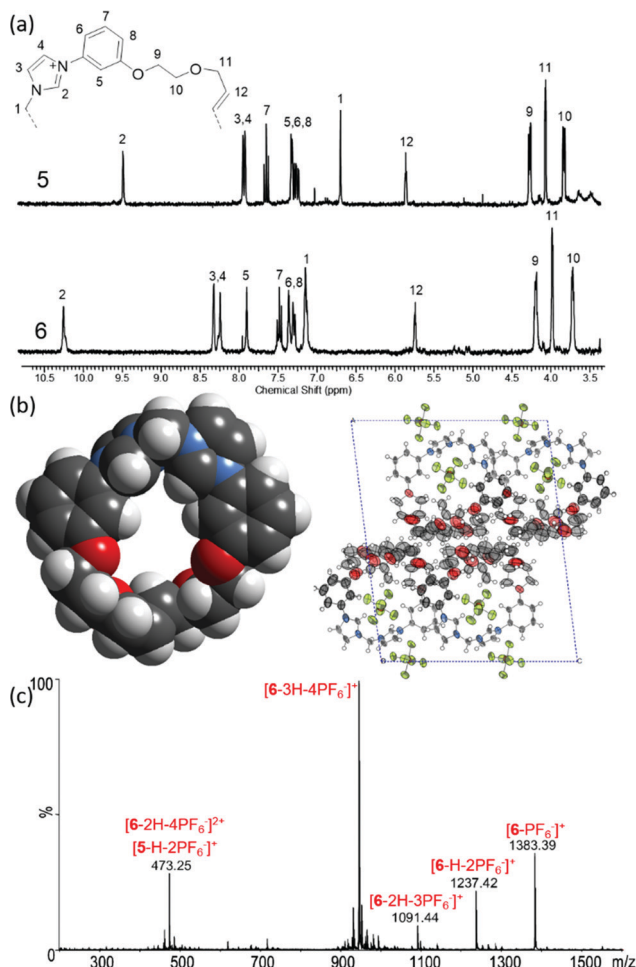 (a)
7
6
8
4
3
5
9
11
O
O
N
+
N
2
10
12
1
2
3,4
7
5,6,8
1
12
9
11
10
5
2
3,4
5
7
6,8
1
12
9
11
10
6
10.5 10.0 9.5 9.0 8.5 8.0 7.5 7.0 6.5 6.0 5.5 5.0 4.5 4.0 3.5
Chemical Shift (ppm)
(b)
(c)
100
%
0
[6-3H-4PF6-]+
[6-2H-4PF6-]2+
[5-H-2PF6-]+
473.25
[6-2H-3PF6-]+
1091.44
[6-H-2PF6-]+
1237.42
[6-PF6-]+
1383.39
300 500 700 900 1100 1300 1500 m/z